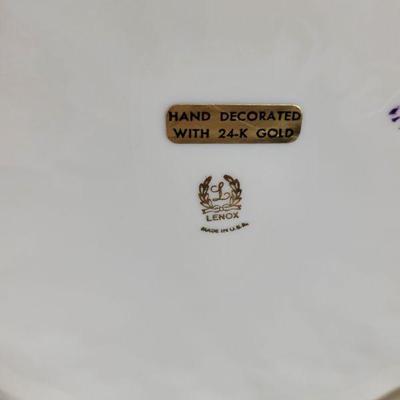 HAND DECORATED
WITH 24-K GOLD
L
LENOX
MADE IN U.S.A.